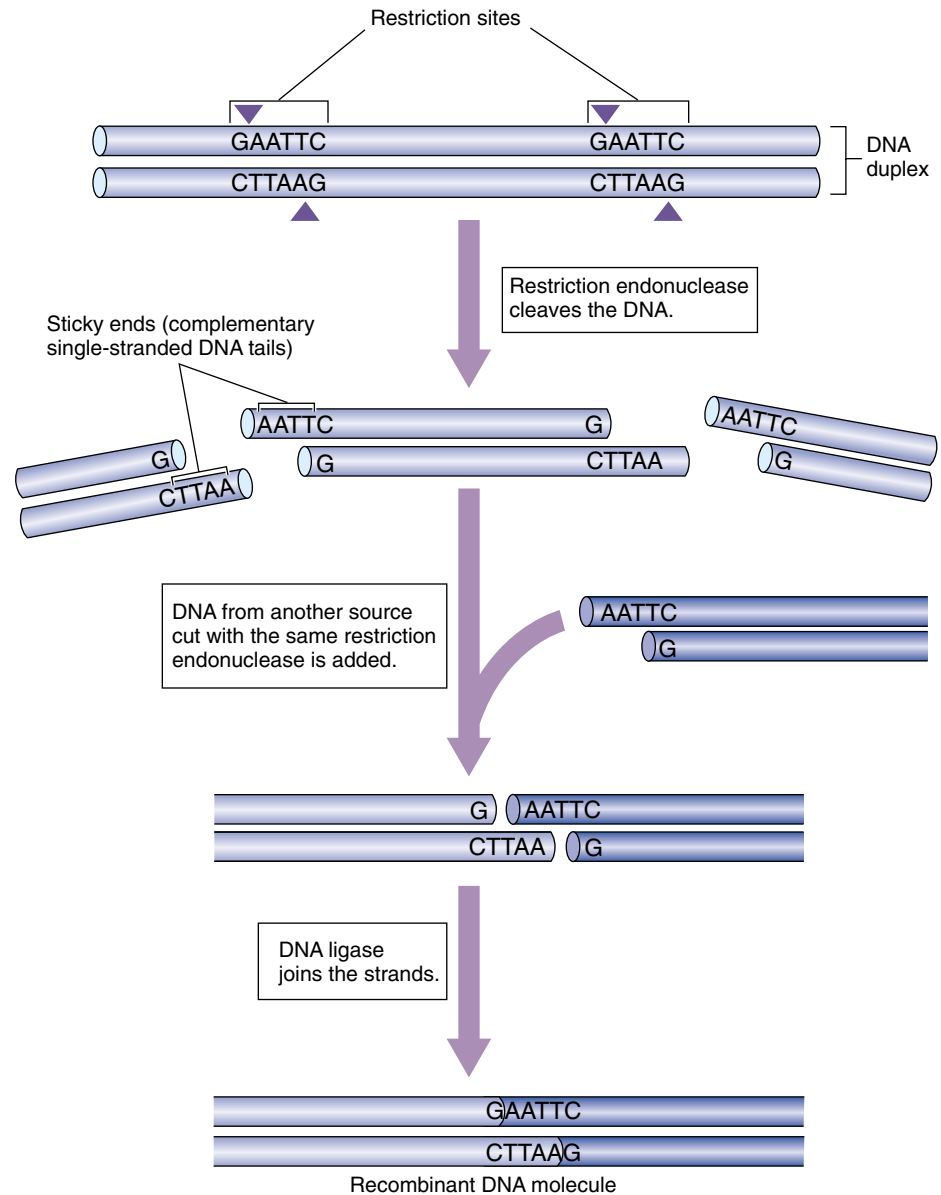 Restriction sites
GAATTC
GAATTC
CTTAAG
CTTAAG
DNA
duplex
Restriction endonuclease
cleaves the DNA.
Sticky ends (complementary
single-stranded DNA tails)
AATTC
G
G
CTTAA
G
CTTAA
AATTC
G
DNA from another source
cut with the same restriction
endonuclease is added.
AATTC
G
G
AATTC
CTTAA
G
DNA ligase
joins the strands.
GAATTC
CTTAAG
Recombinant DNA molecule